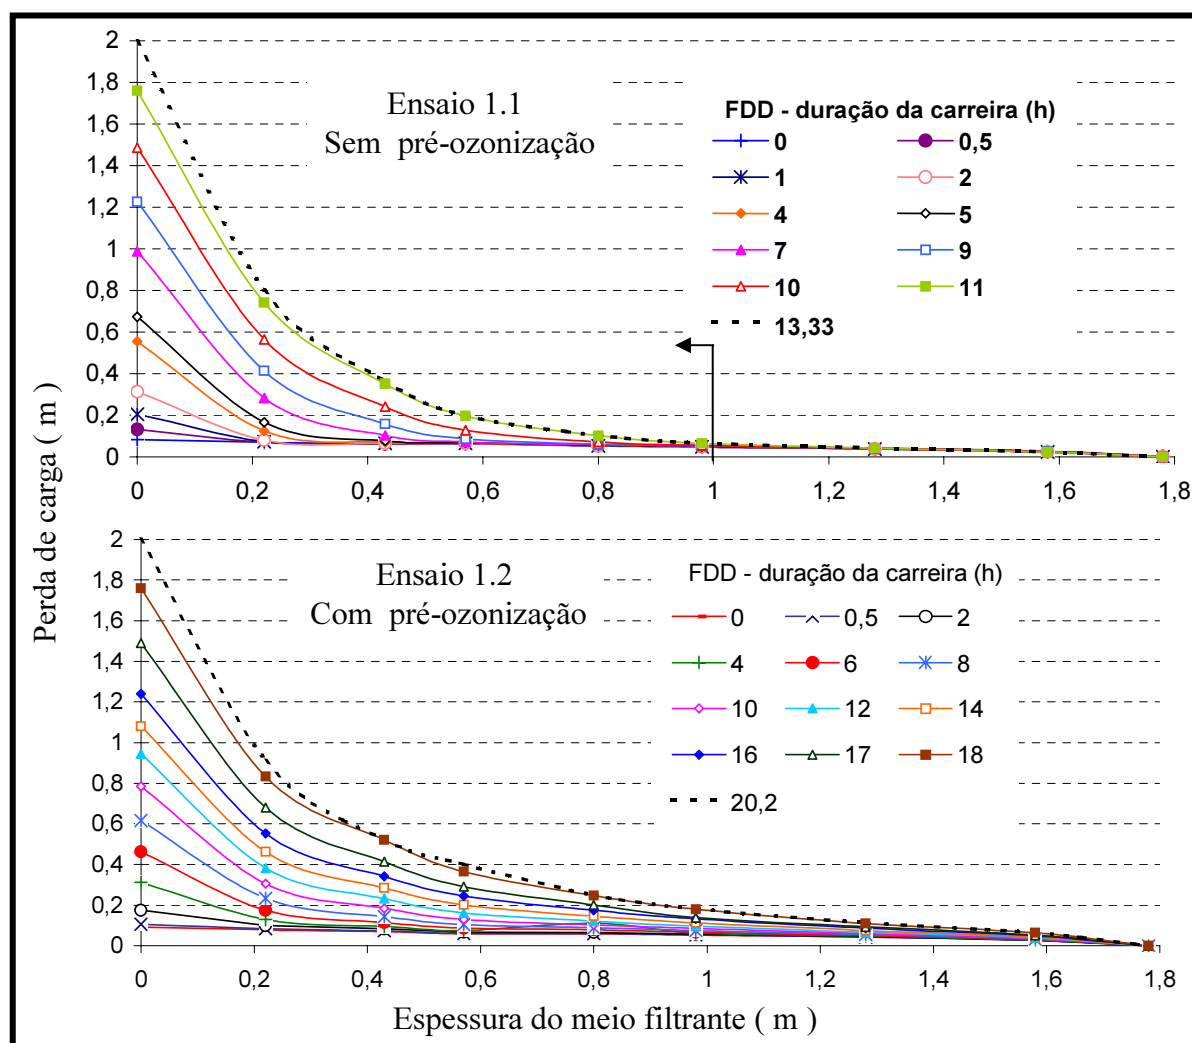 Perda de carga ( m )
2
1,8
1,6
1,4
1,2
1
0,8
0,6
0,4
0,2
0
Ensaio 1.1
Sem pré-ozonização
FDD - duração da carreira (h)
0 0,5
1 2
4 5
7 9
10 11
13,33
0 0,2 0,4 0,6 0,8 1 1,2 1,4 1,6 1,8
2
1,8
1,6
1,4
1,2
1
0,8
0,6
0,4
0,2
0
Ensaio 1.2
Com pré-ozonização
FDD - duração da carreira (h)
0 0,5 2
4 6 8
10 12 14
16 17 18
20,2
0 0,2 0,4 0,6 0,8 1 1,2 1,4 1,6 1,8
Espessura do meio filtrante ( m )